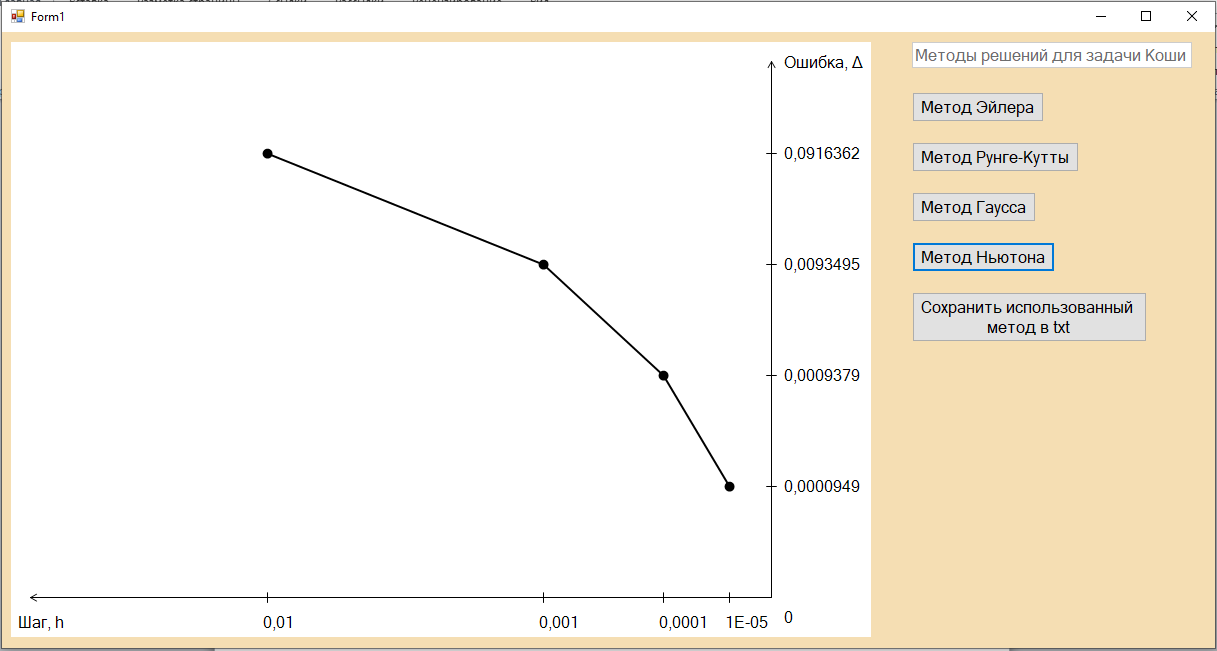 Form1
Ошибка, Δ
0,0916362
0,0093495
0,0009379
0,0000949
0
Шаг, h
0,01
0,001
0,0001
1E-05
Методы решений для задачи Коши
Метод Эйлера
Метод Рунге-Кутты
Метод Гаусса
Метод Ньютона
Сохранить использованный
метод в txt